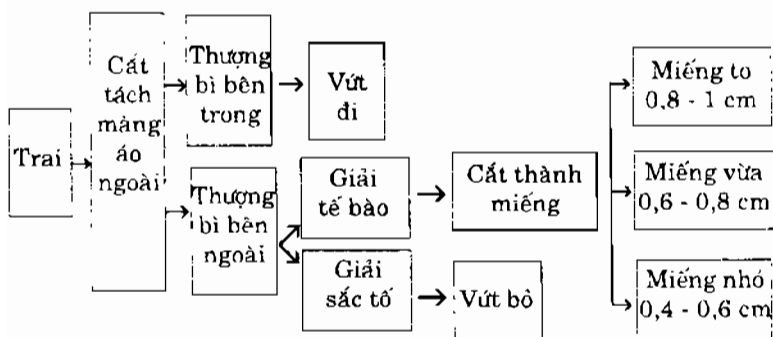 Trai
Cắt
tách
màng
áo
ngoài
Thượng
bì bên
trong
Vứt
đi
Thượng
bì bên
ngoài
Giải
tế bào
Cắt thành
miếng
Giải
sắc tố
Vứt bỏ
Miếng to
0,8 - 1 cm
Miếng vừa
0,6 - 0,8 cm
Miếng nhỏ
0,4 - 0,6 cm